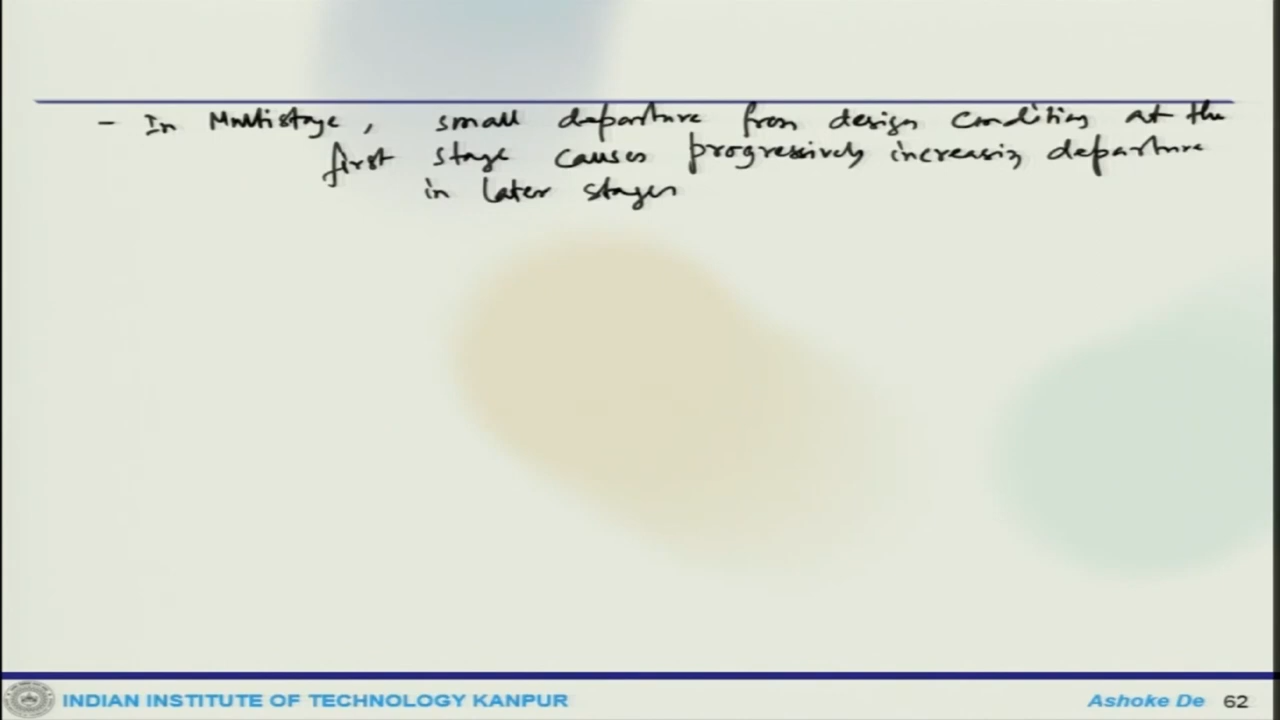 - In Multistage, small departure from design condition at the
first stage causes progressively increasing departure
in later stages
INDIAN INSTITUTE OF TECHNOLOGY KANPUR
Ashoke De 62